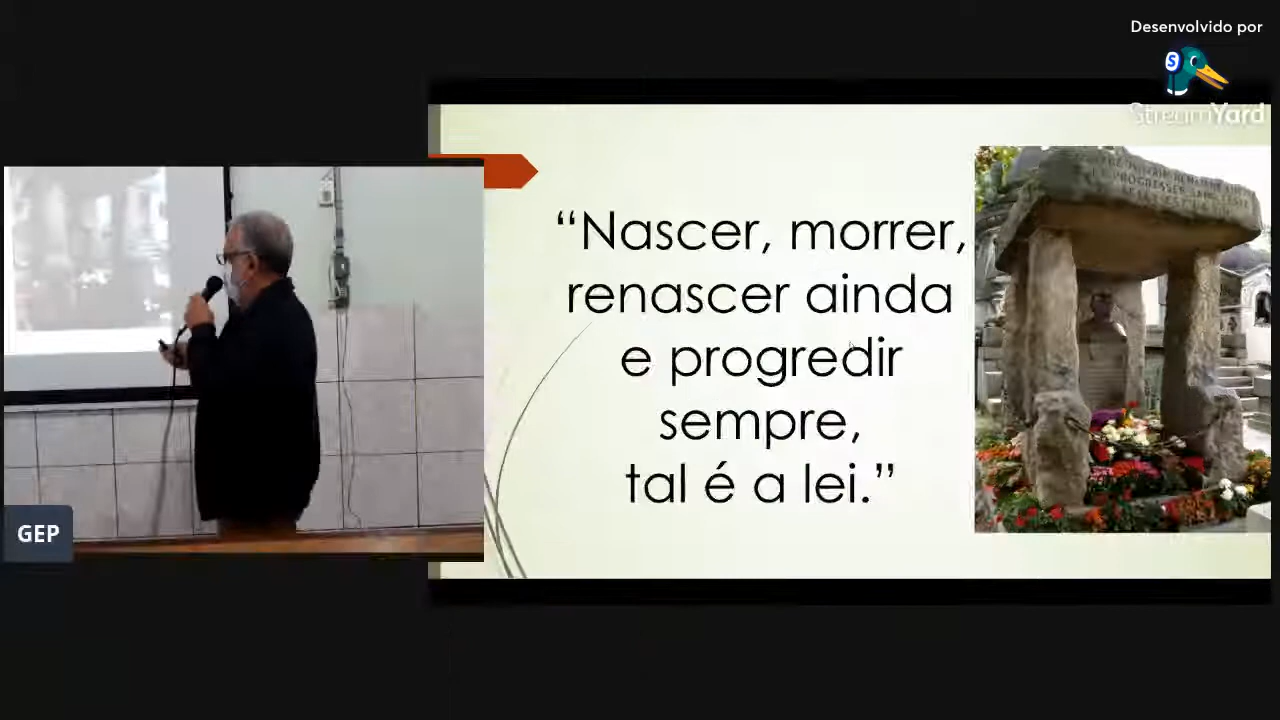 Desenvolvido por
StreamYard
“Nascer, morrer,
renascer ainda
e progredir
sempre,
tal é a lei.”
GEP